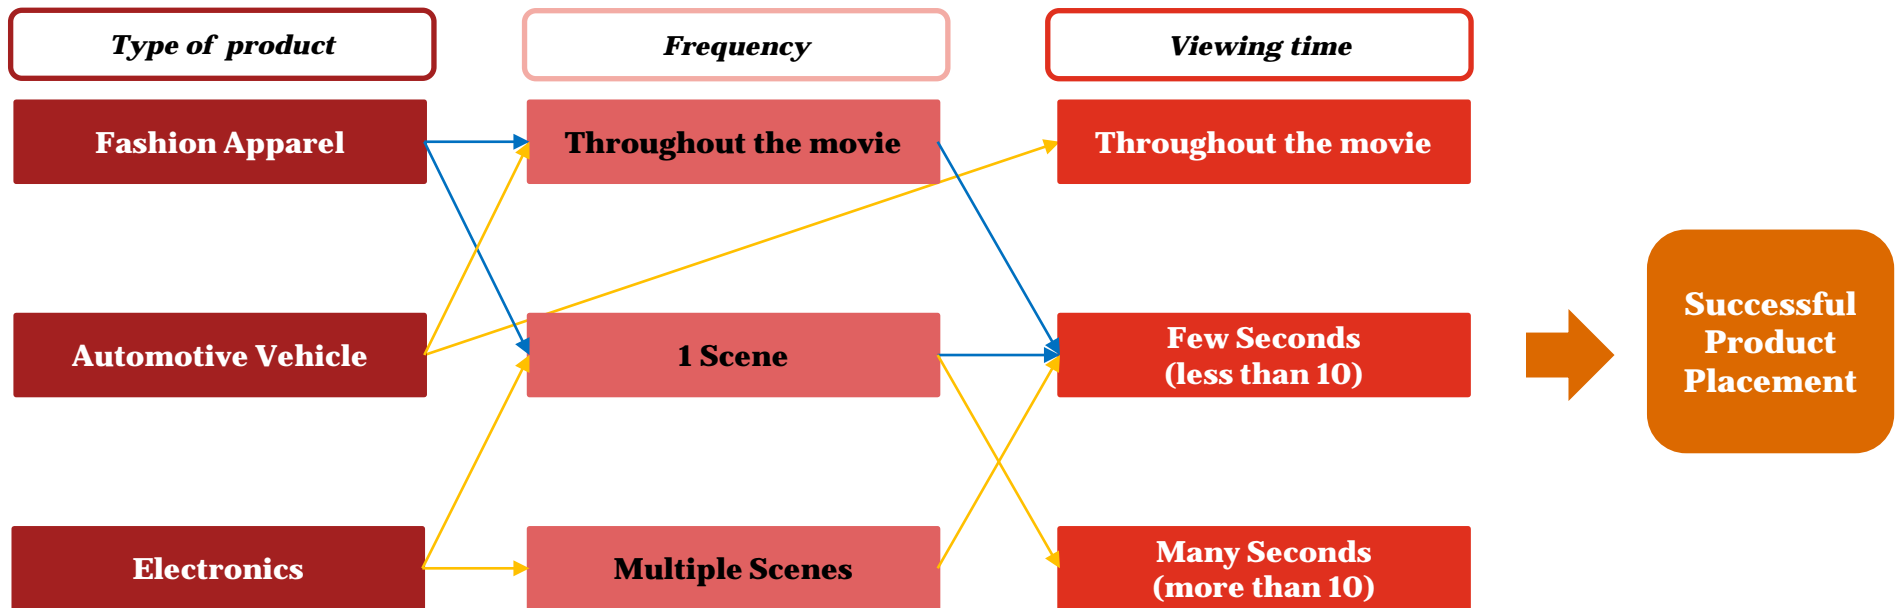 Type of product
Frequency
Viewing time
Fashion Apparel
Throughout the movie
Throughout the movie
Automotive Vehicle
1 Scene
Few Seconds
(less than 10)
Successful
Product
Placement
Electronics
Multiple Scenes
Many Seconds
(more than 10)